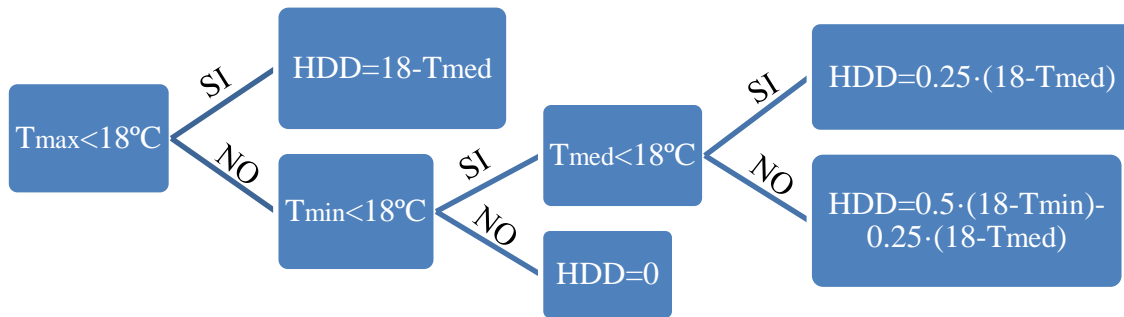 Tmax<18ºC
SI
HDD=18-Tmed
NO
Tmin<18ºC
SI
Tmed<18ºC
SI
HDD=0.25·(18-Tmed)
NO
HDD=0.5·(18-Tmin)-
0.25·(18-Tmed)
NO
HDD=0